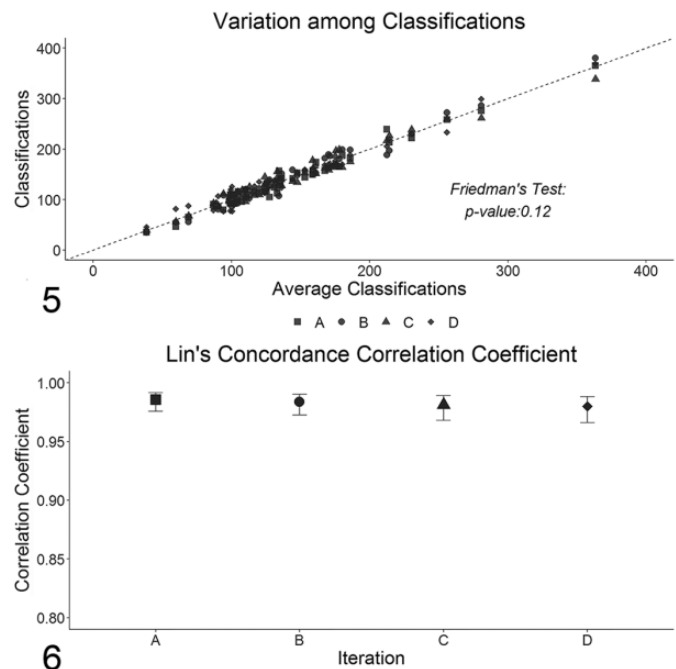 Variation among Classifications
Classifications
400
300
200
100
0
Friedman's Test:
p-value:0.12
0 100 200 300 400
Average Classifications
5
A B C D
Lin's Concordance Correlation Coefficient
Correlation Coefficient
1.00
0.95
0.90
0.85
0.80
A B C D
Iteration
6